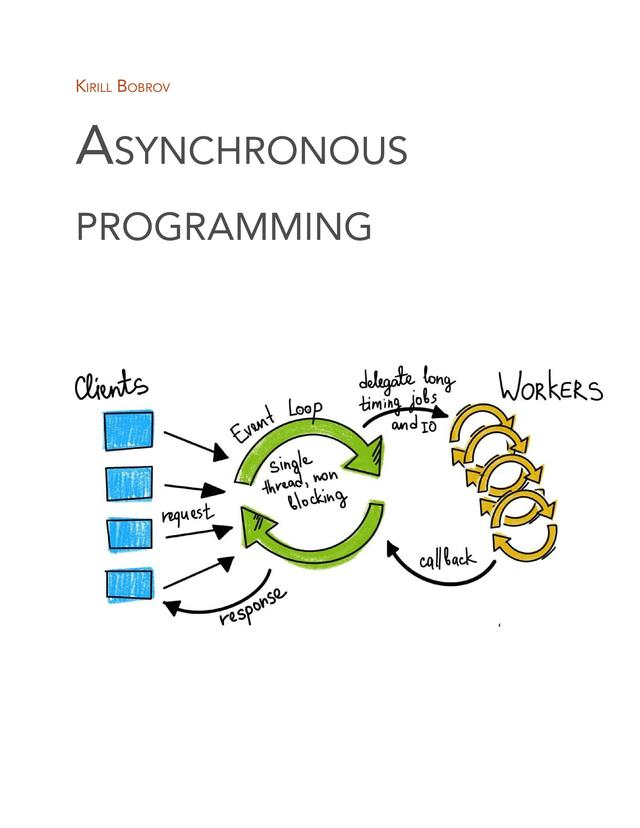 Kirill Bobrov
Asynchronous
programming
Clients
Event Loop
delegate long
timing jobs
and IO
Workers
single
thread, non
blocking
request
callback
response